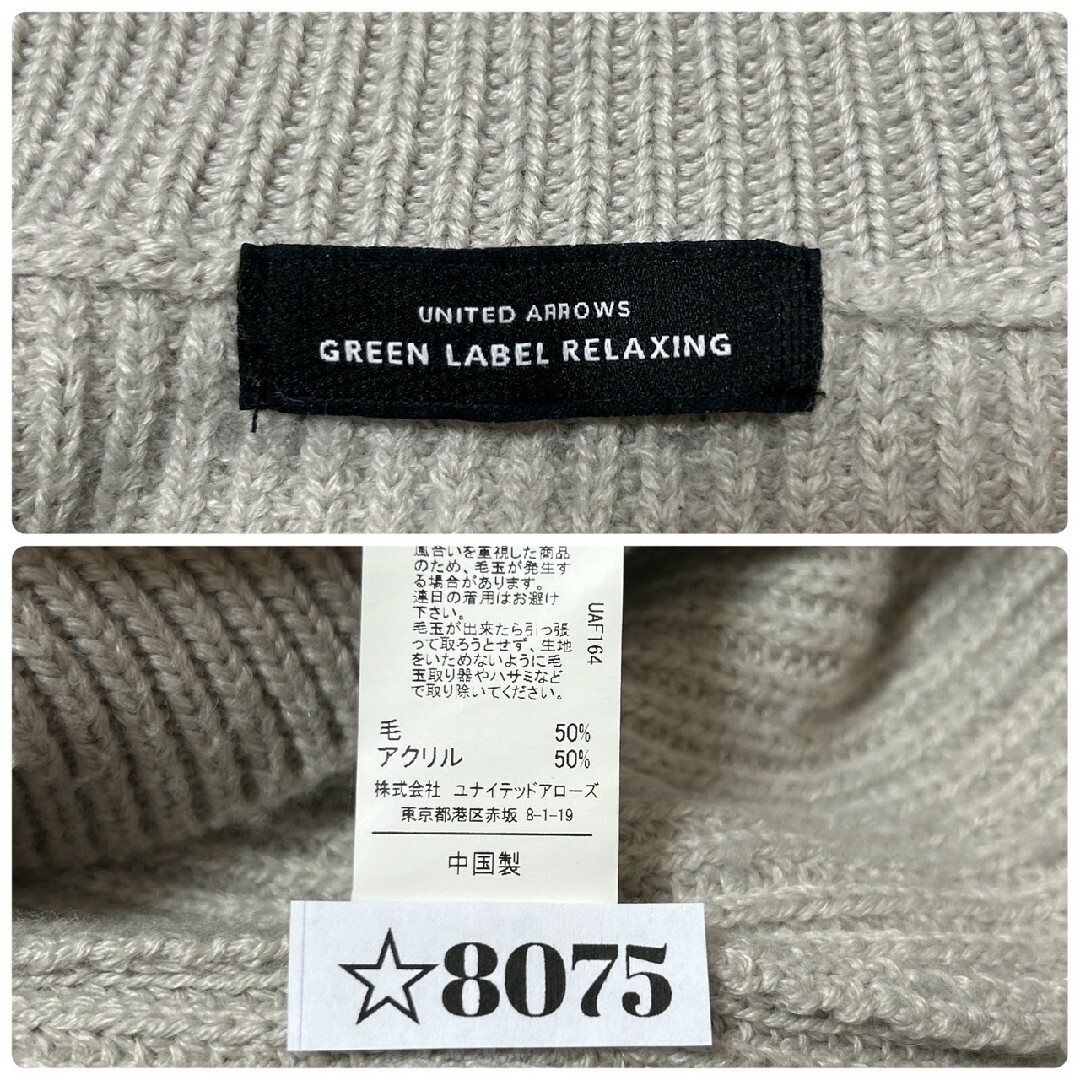 UNITED ARROWS
GREEN LABEL RELAXING
風合いを重視した商品
のため、毛玉が発生す
る場合があります。
連日の着用はお避け
下さい。
毛玉が出来たら引っ張
って取ろうとせず、生地
をいためないように毛
玉取り器やハサミなど
で取り除いてください。
UAF164
毛 50%
アクリル 50%
株式会社 ユナイテッドアローズ
東京都港区赤坂 8-1-19
中国製
☆8075